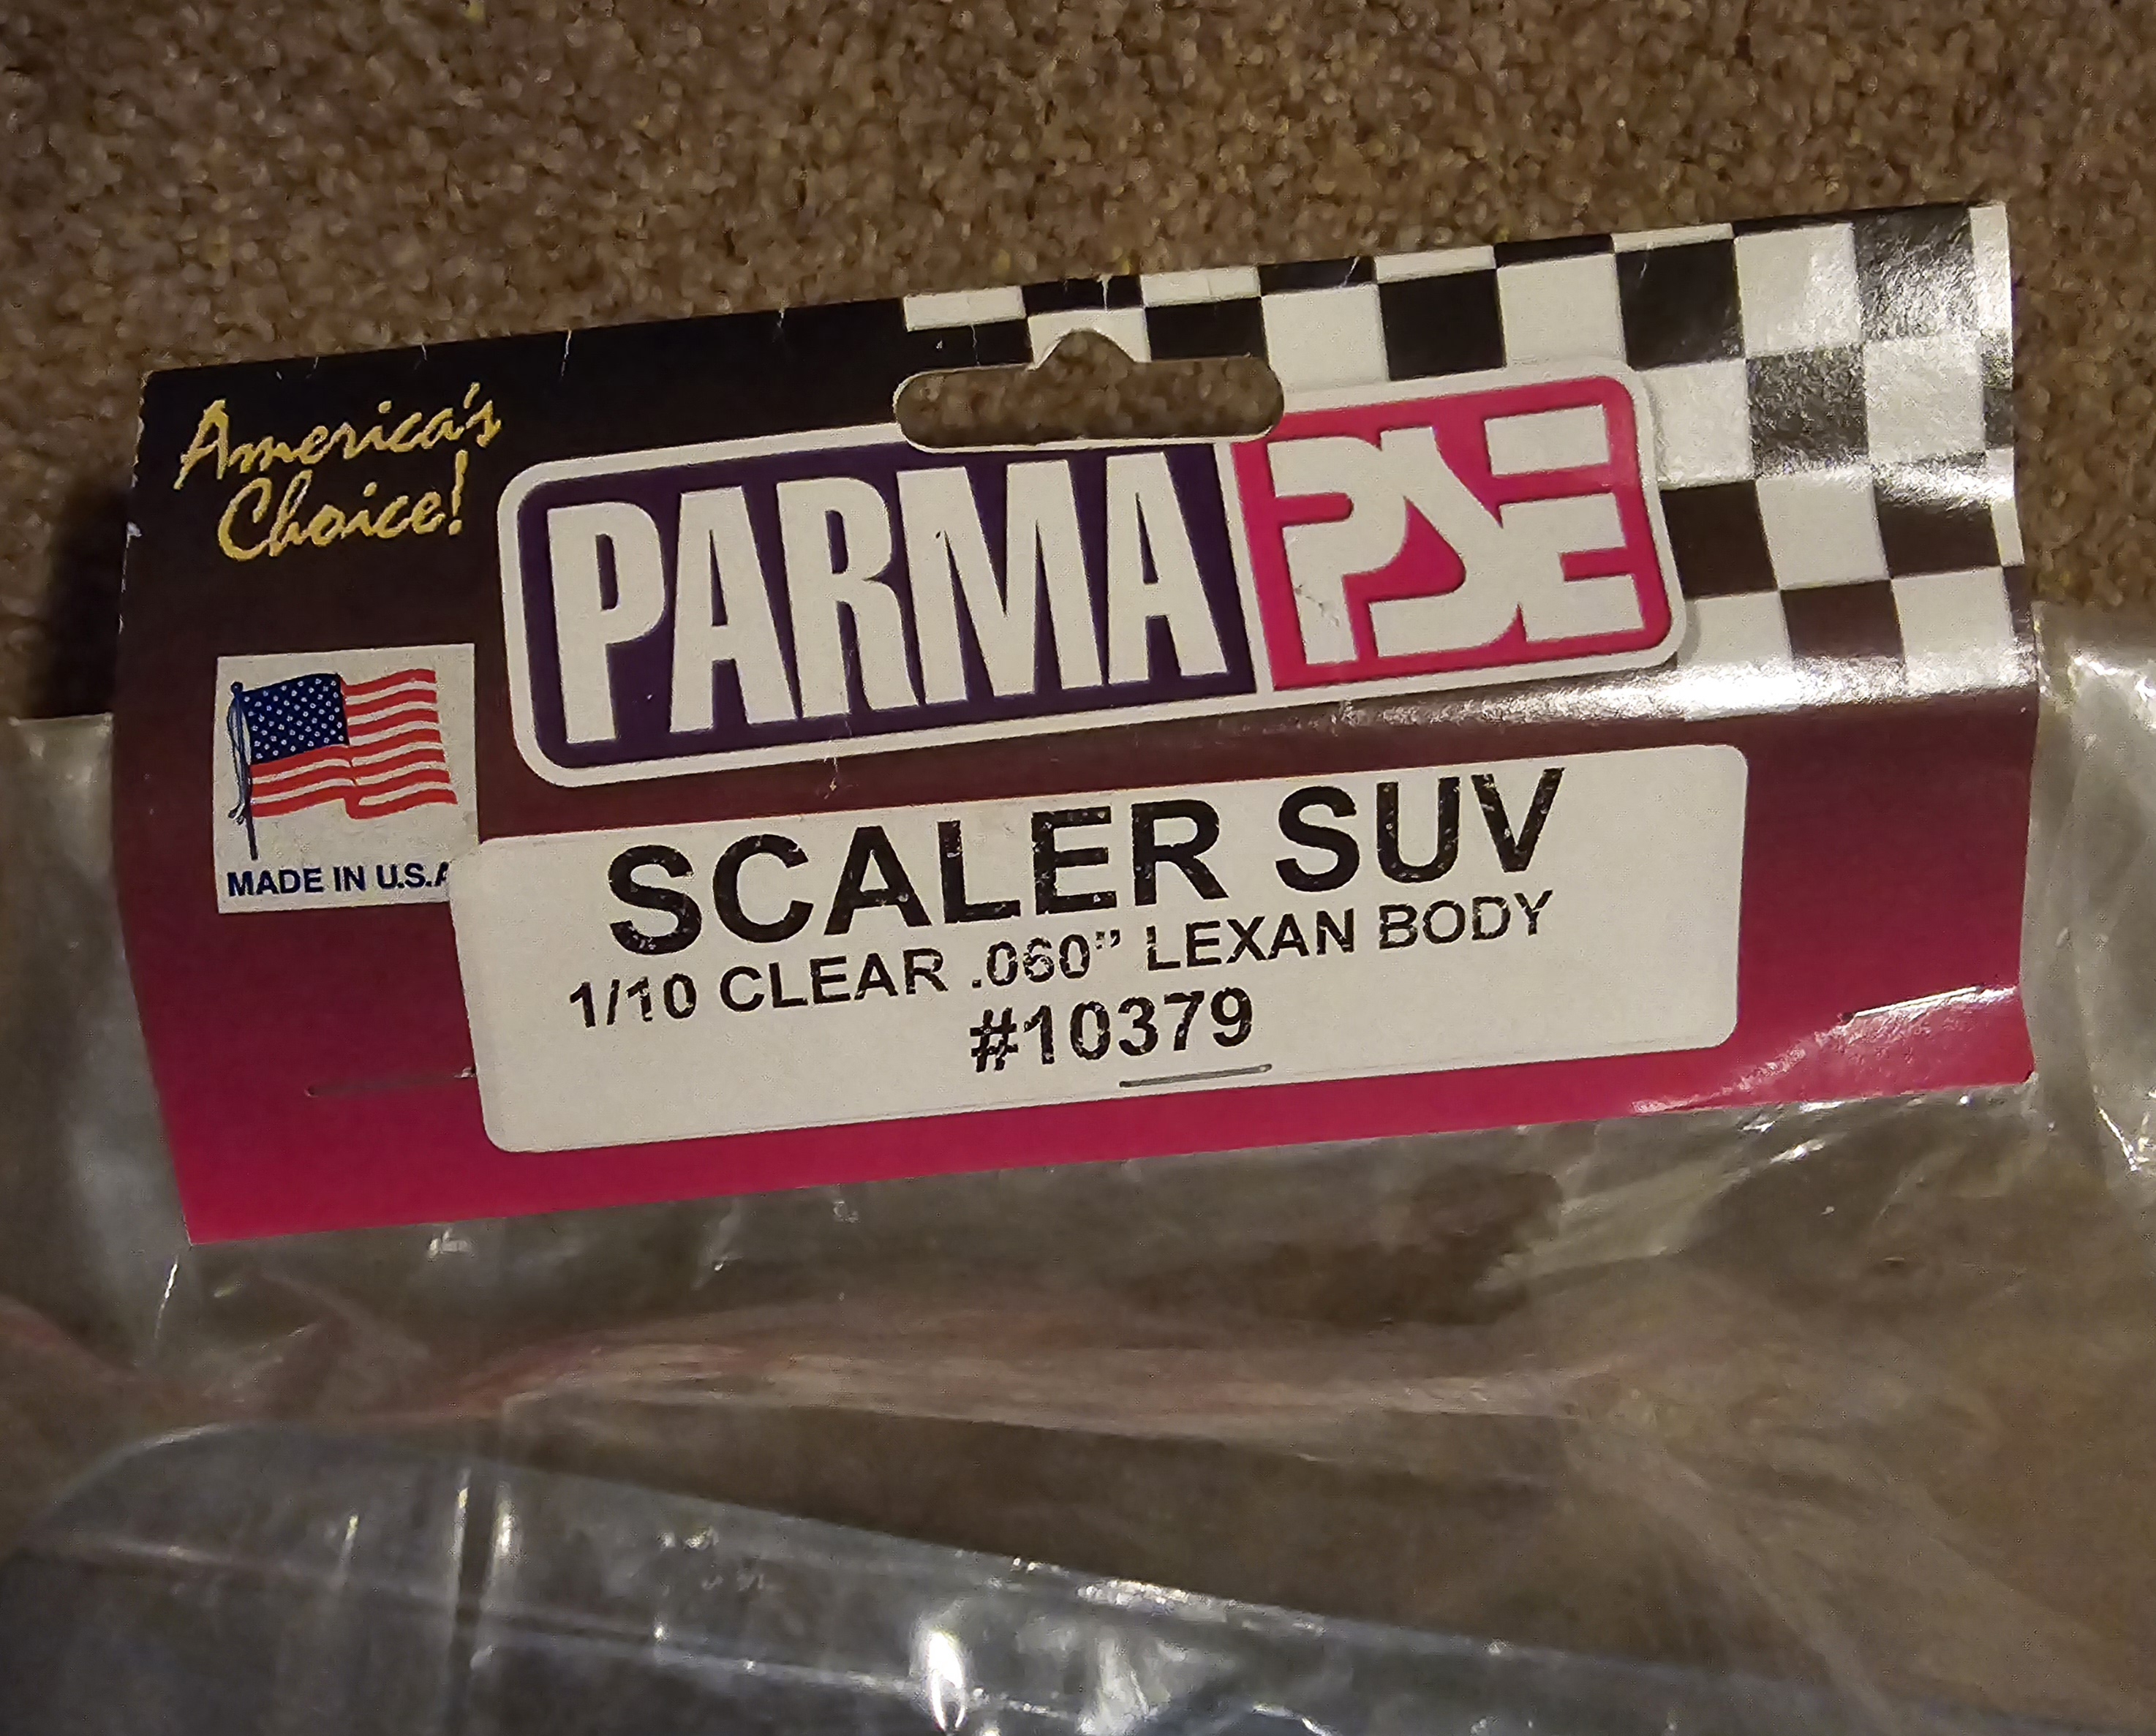 America's
Choice!
PARMA PSE
MADE IN U.S.A
SCALER SUV
1/10 CLEAR .060” LEXAN BODY
#10379